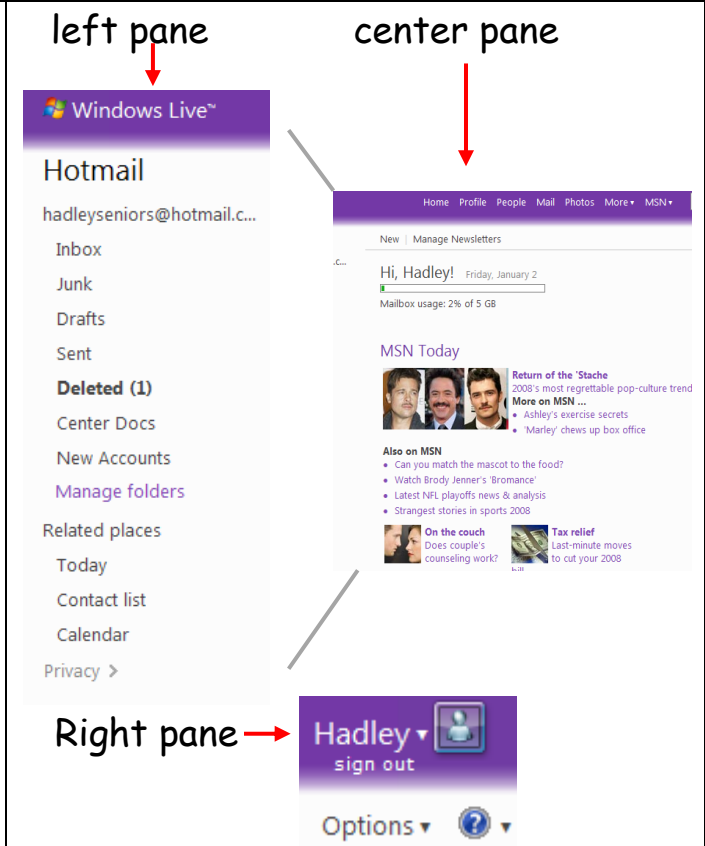 left pane
center pane
Windows Live™
Hotmail
hadleyseniors@hotmail.c...
Inbox
Junk
Drafts
Sent
Deleted (1)
Center Docs
New Accounts
Manage folders
Related places
Today
Contact list
Calendar
Privacy >
Home Profile People Mail Photos More ▾ MSN ▾
New | Manage Newsletters
.c...
Hi, Hadley! Friday, January 2
Mailbox usage: 2% of 5 GB
MSN Today
Return of the 'Stache
2008's most regrettable pop-culture trend
More on MSN ...
• Ashley's exercise secrets
• 'Marley' chews up box office
Also on MSN
• Can you match the mascot to the food?
• Watch Brody Jenner's 'Bromance'
• Latest NFL playoffs news & analysis
• Strangest stories in sports 2008
On the couch
Does couple's
counseling work?
Tax relief
Last-minute moves
to cut your 2008
Right pane
Hadley ▾
sign out
Options ▾ ? ▾